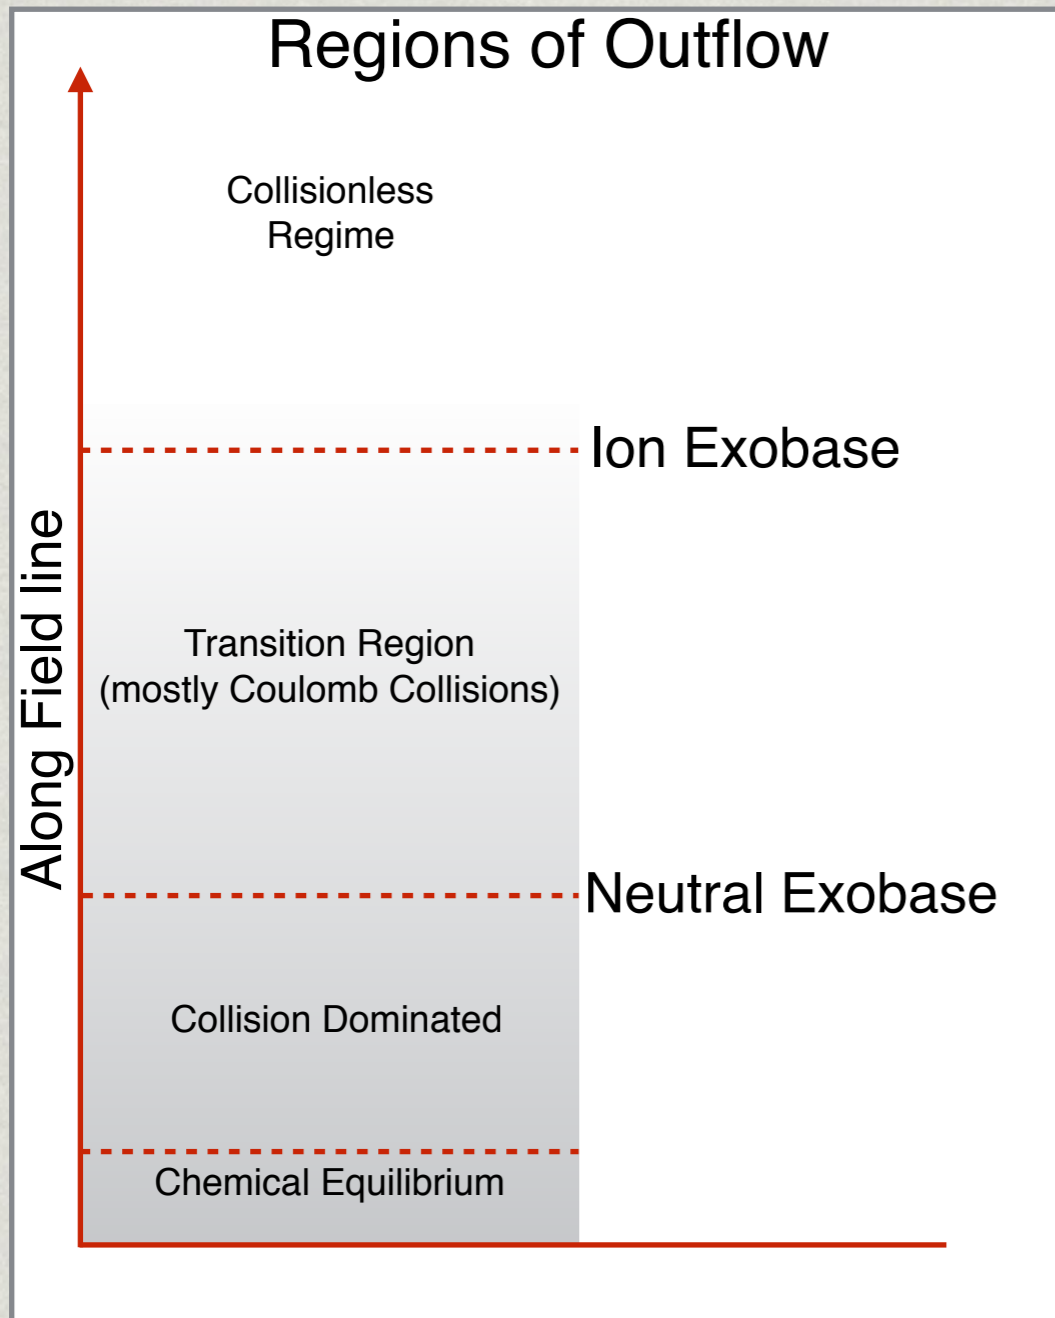 Regions of Outflow
Collisionless
Regime
Ion Exobase
Along Field line
Transition Region
(mostly Coulomb Collisions)
Neutral Exobase
Collision Dominated
Chemical Equilibrium